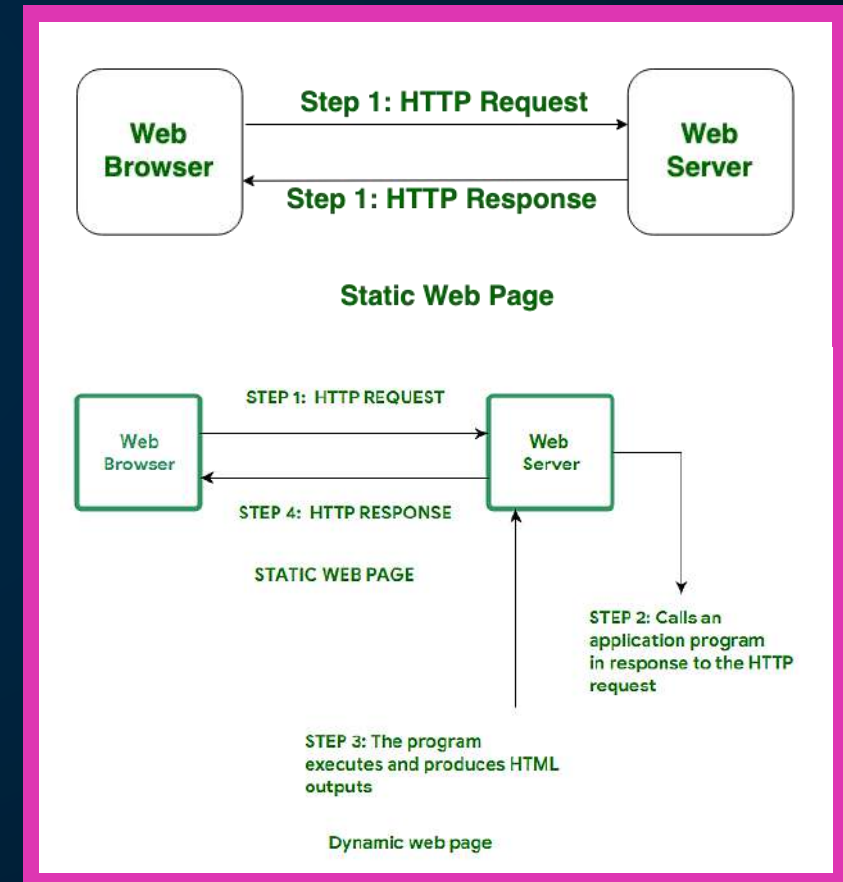 Step 1: HTTP Request
Web
Browser
Web
Server
Step 1: HTTP Response
Static Web Page
STEP 1: HTTP REQUEST
Web
Browser
Web
Server
STEP 4: HTTP RESPONSE
STATIC WEB PAGE
STEP 2: Calls an
application program
in response to the HTTP
request
STEP 3: The program
executes and produces HTML
outputs
Dynamic web page